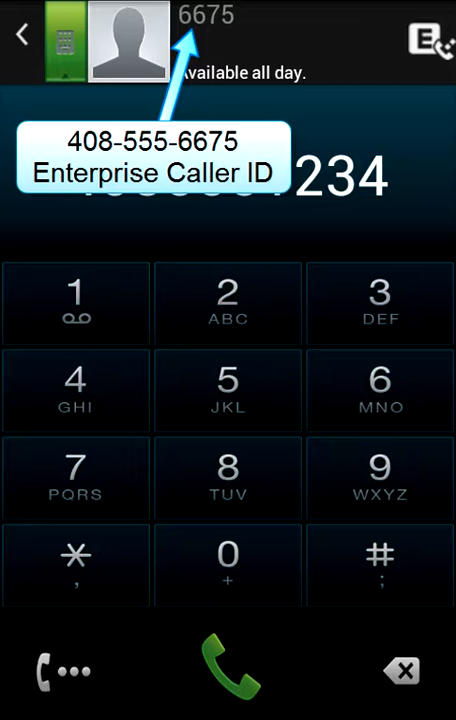 6675
E
Available all day.
408-555-6675
Enterprise Caller ID
234
1
2
ABC
3
DEF
4
GHI
5
JKL
6
MNO
7
PQRS
8
TUV
9
WXYZ
*
,
0
+
#
;